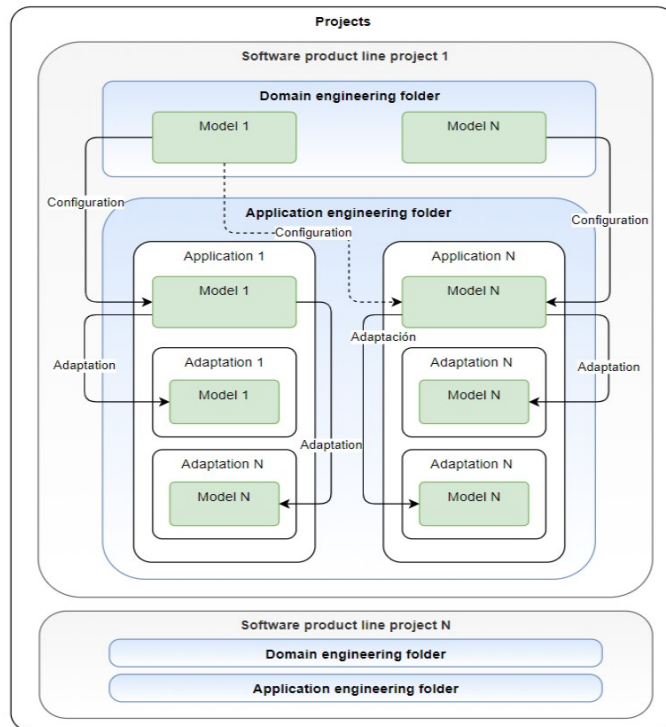 Projects
Software product line project 1
Domain engineering folder
Model 1
Model N
Configuration
Application engineering folder
Configuration
Configuration
Application 1
Application N
Model 1
Model N
Adaptación
Adaptation
Adaptation 1
Adaptation N
Adaptation
Model 1
Model N
Adaptation
Adaptation N
Adaptation N
Model N
Model N
Software product line project N
Domain engineering folder
Application engineering folder